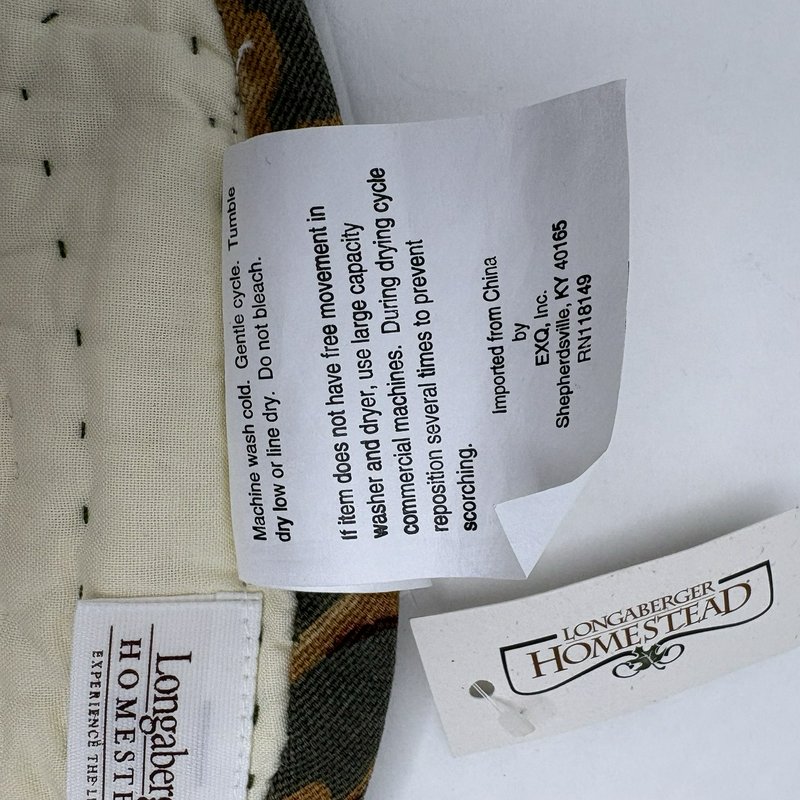 Machine wash cold. Gentle cycle. Tumble
dry low or line dry. Do not bleach.
If item does not have free movement in
washer and dryer, use large capacity
commercial machines. During drying cycle
reposition several times to prevent
scorching.
Imported from China
by
EXQ, Inc.
Shepherdsville, KY 40165
RN118149
Longaberg
HOMESTE
EXPERIENCE THE L
LONGABERGER
HOMESTEAD